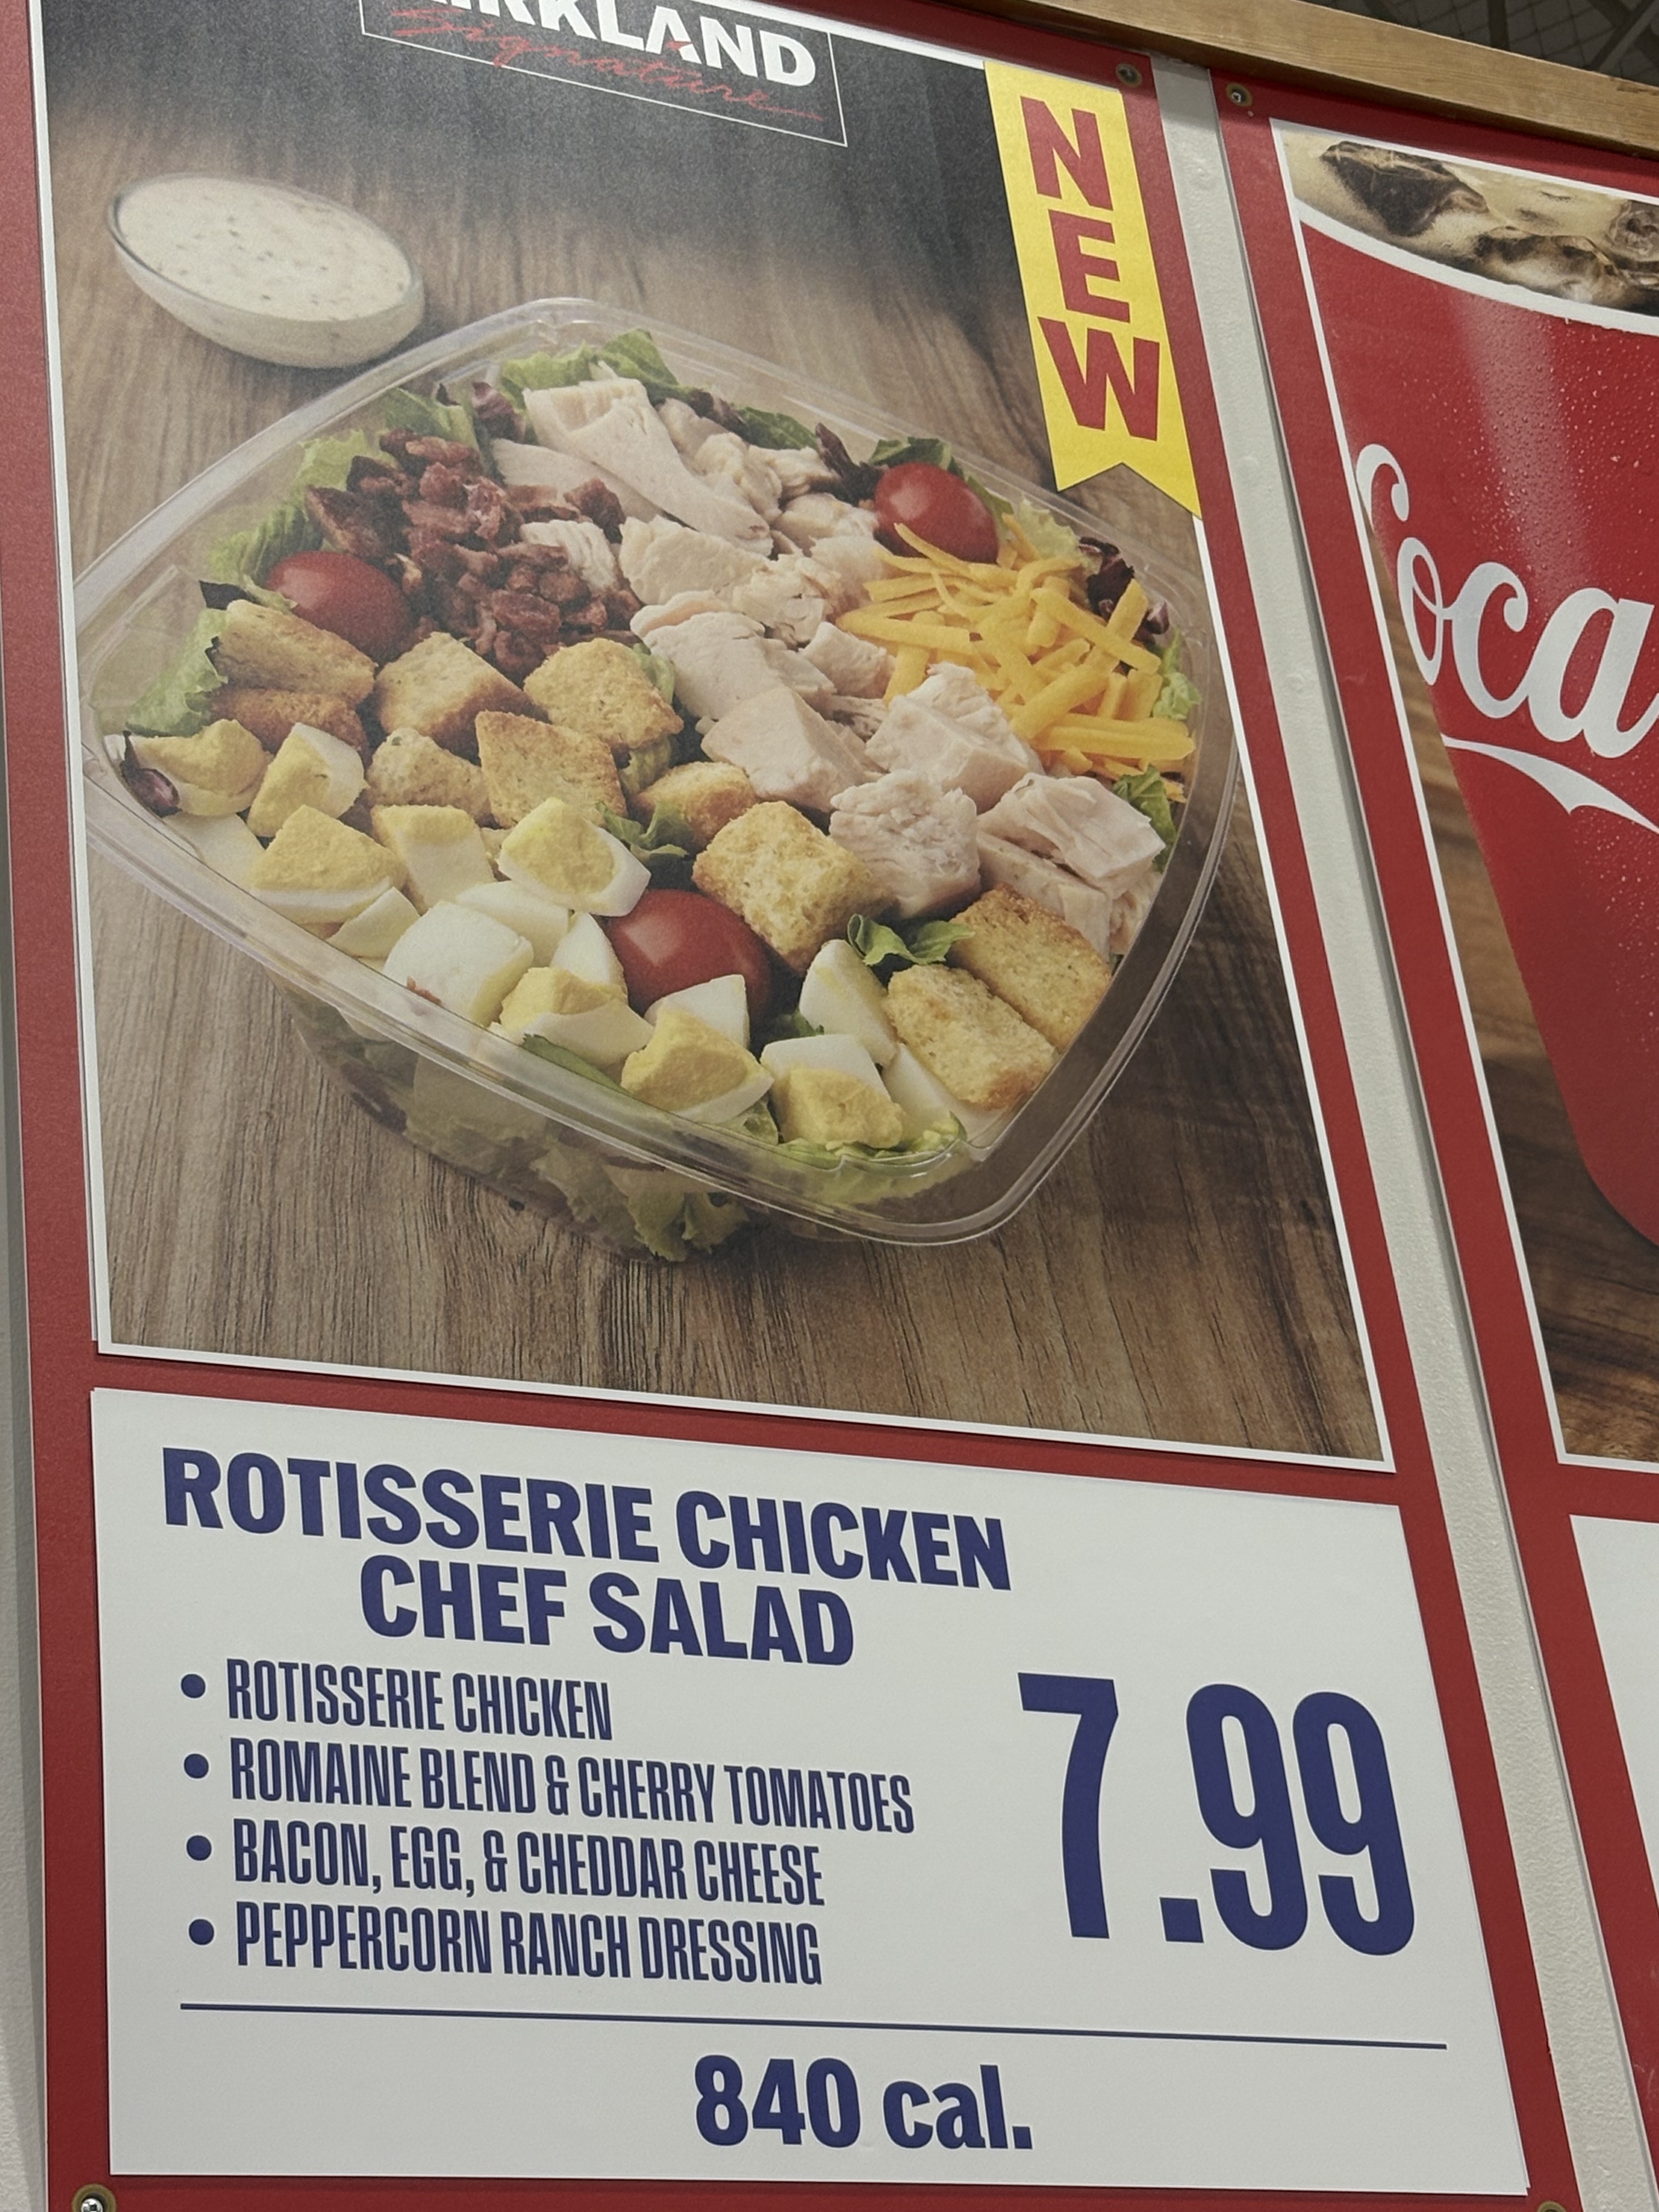 KIRKLAND
Signature
NEW
Coca
ROTISSERIE CHICKEN
CHEF SALAD
• ROTISSERIE CHICKEN
• ROMAINE BLEND & CHERRY TOMATOES
• BACON, EGG, & CHEDDAR CHEESE
• PEPPERCORN RANCH DRESSING
7.99
840 cal.